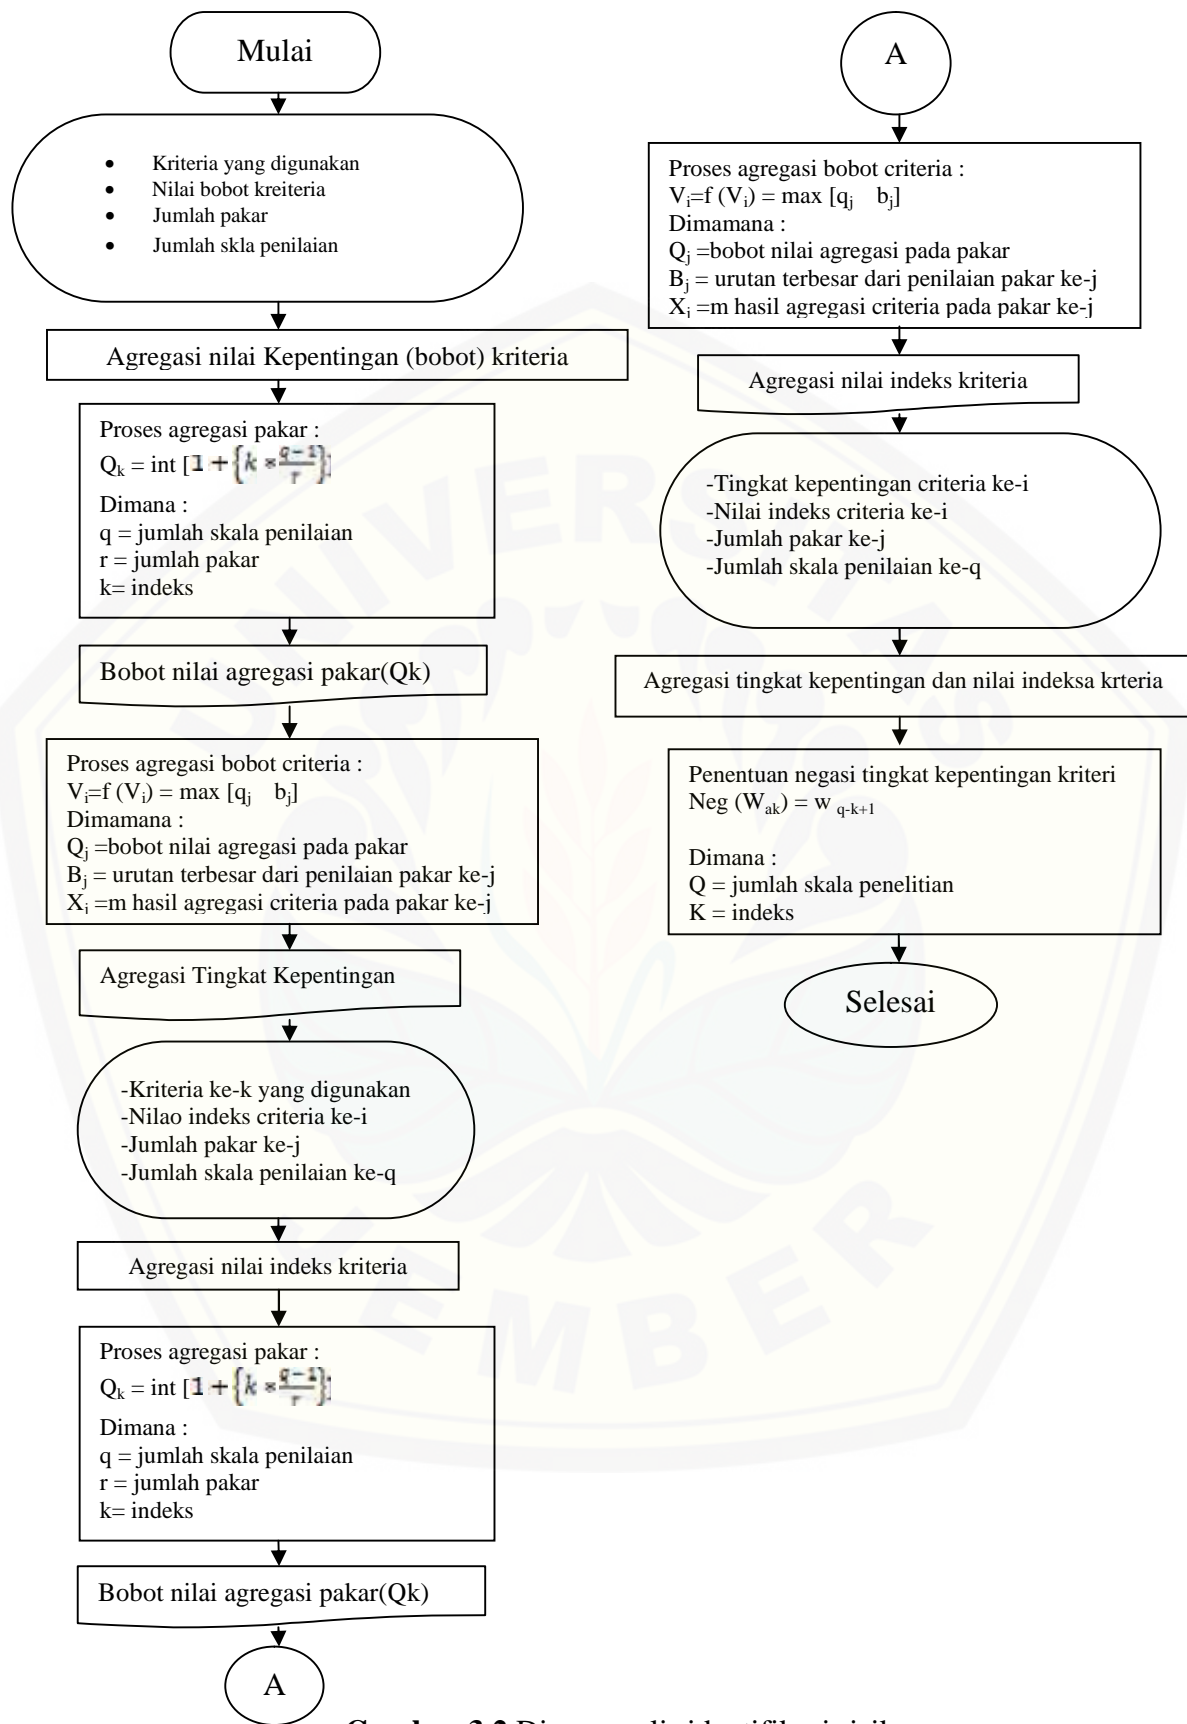 Mulai
• Kriteria yang digunakan
• Nilai bobot kreiteria
• Jumlah pakar
• Jumlah skla penilaian
Agregasi nilai Kepentingan (bobot) kriteria
Proses agregasi pakar :
Qk = int [1 + {k * q−1/r}]
Dimana :
q = jumlah skala penilaian
r = jumlah pakar
k= indeks
Bobot nilai agregasi pakar(Qk)
Proses agregasi bobot criteria :
Vi=f (Vi) = max [qj bj]
Dimamana :
Qj =bobot nilai agregasi pada pakar
Bj = urutan terbesar dari penilaian pakar ke-j
Xi =m hasil agregasi criteria pada pakar ke-j
Agregasi Tingkat Kepentingan
-Kriteria ke-k yang digunakan
-Nilao indeks criteria ke-i
-Jumlah pakar ke-j
-Jumlah skala penilaian ke-q
Agregasi nilai indeks kriteria
Proses agregasi pakar :
Qk = int [1 + {k * q−1/r}]
Dimana :
q = jumlah skala penilaian
r = jumlah pakar
k= indeks
Bobot nilai agregasi pakar(Qk)
A
A
Proses agregasi bobot criteria :
Vi=f (Vi) = max [qj bj]
Dimamana :
Qj =bobot nilai agregasi pada pakar
Bj = urutan terbesar dari penilaian pakar ke-j
Xi =m hasil agregasi criteria pada pakar ke-j
Agregasi nilai indeks kriteria
-Tingkat kepentingan criteria ke-i
-Nilai indeks criteria ke-i
-Jumlah pakar ke-j
-Jumlah skala penilaian ke-q
Agregasi tingkat kepentingan dan nilai indeksa krteria
Penentuan negasi tingkat kepentingan kriteri
Neg (Wak) = w q-k+1
Dimana :
Q = jumlah skala penelitian
K = indeks
Selesai
UNIVERSITAS
JEMBER